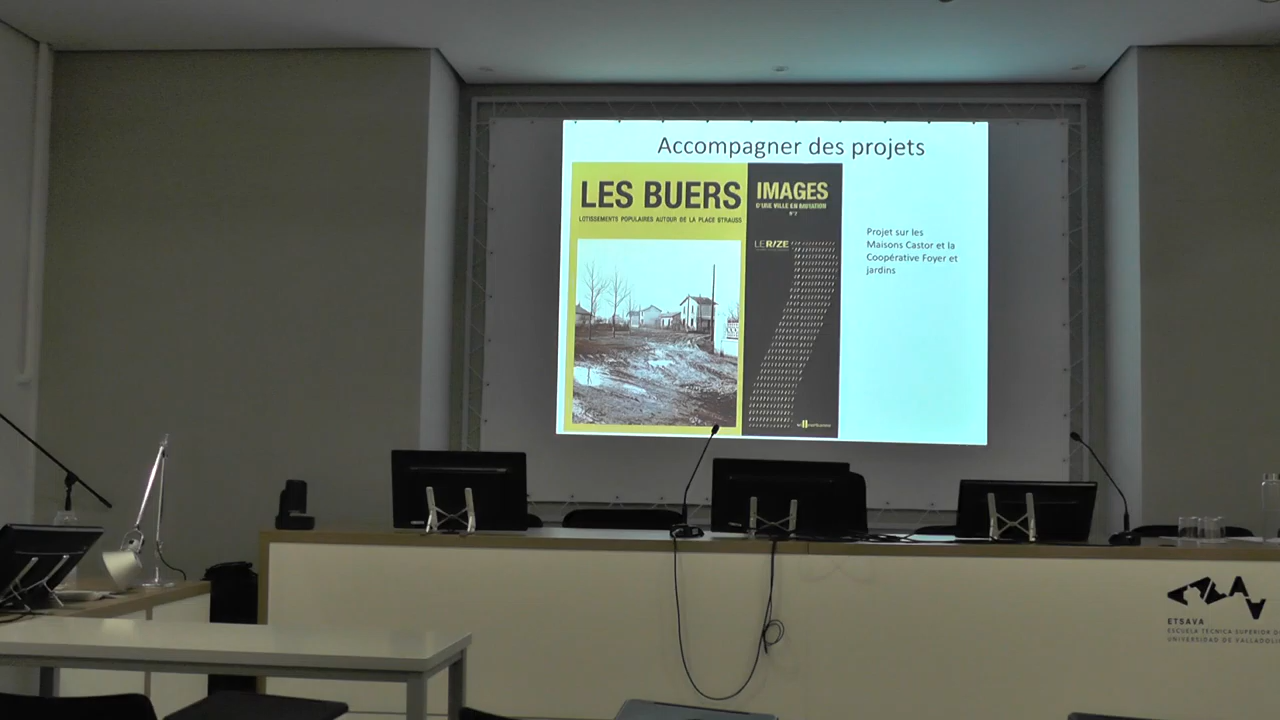 Accompagner des projets
LES BUERS
LOTISSEMENTS POPULAIRES AUTOUR DE LA PLACE STRAUSS
IMAGES
D'UNE VILLE EN MUTATION
N°7
LE RIZE
villeurbanne
Projet sur les
Maisons Castor et la
Coopérative Foyer et
jardins
ETSAVA
ESCUELA TÉCNICA SUPERIOR DE
UNIVERSIDAD DE VALLADOLID